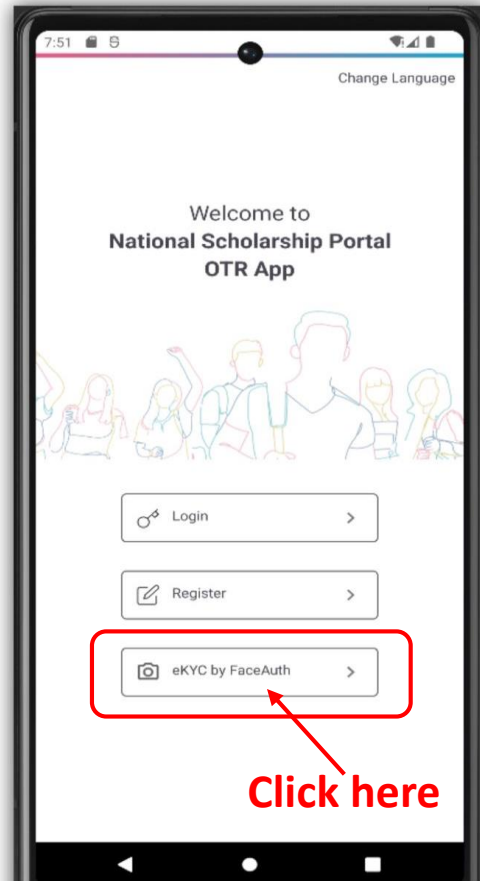 7:51
Change Language
Welcome to
National Scholarship Portal
OTR App
Login
Register
eKYC by FaceAuth
Click here